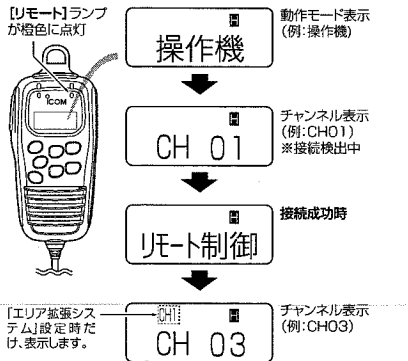 [リモート]ランプ
が橙色に点灯
ICOM
操作機
動作モード表示
(例:操作機)
CH 01
チャンネル表示
(例:CH01)
※接続検出中
リモート制御
接続成功時
「エリア拡張シス
テム」設定時だ
け、表示します。
CH1
CH 03
チャンネル表示
(例:CH03)